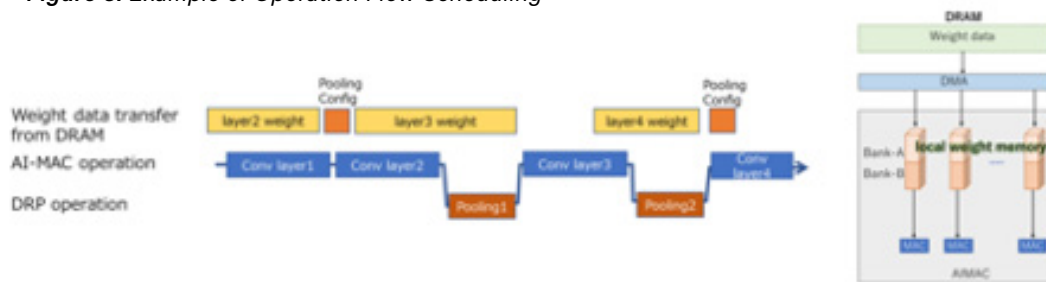 Figure 3. Example of Operation Flow Scheduling
Pooling
Config
Weight data transfer
from DRAM
layer2 weight
layer3 weight
layer4 weight
Pooling
Config
AI-MAC operation
Conv layer1
Conv layer2
Conv layer3
Conv
layer4
DRP operation
Pooling1
Pooling2
DRAM
Weight data
DMA
Bank-A
Bank-B
local weight memory
MAC
MAC
MAC
AIMAC